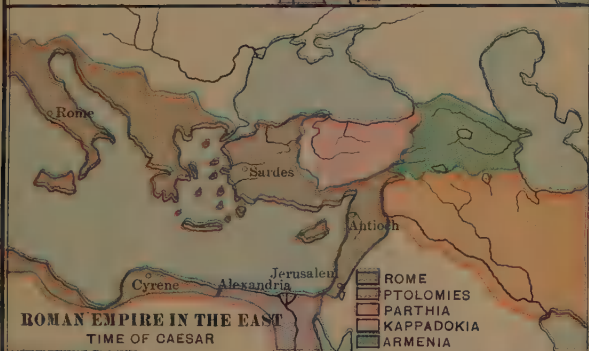 Rome
Sardes
Antioch
Jerusalem
Cyrene
Alexandria
ROME
PTOLOMIES
PARTHIA
KAPPADOKIA
ARMENIA
ROMAN EMPIRE IN THE EAST
TIME OF CAESAR